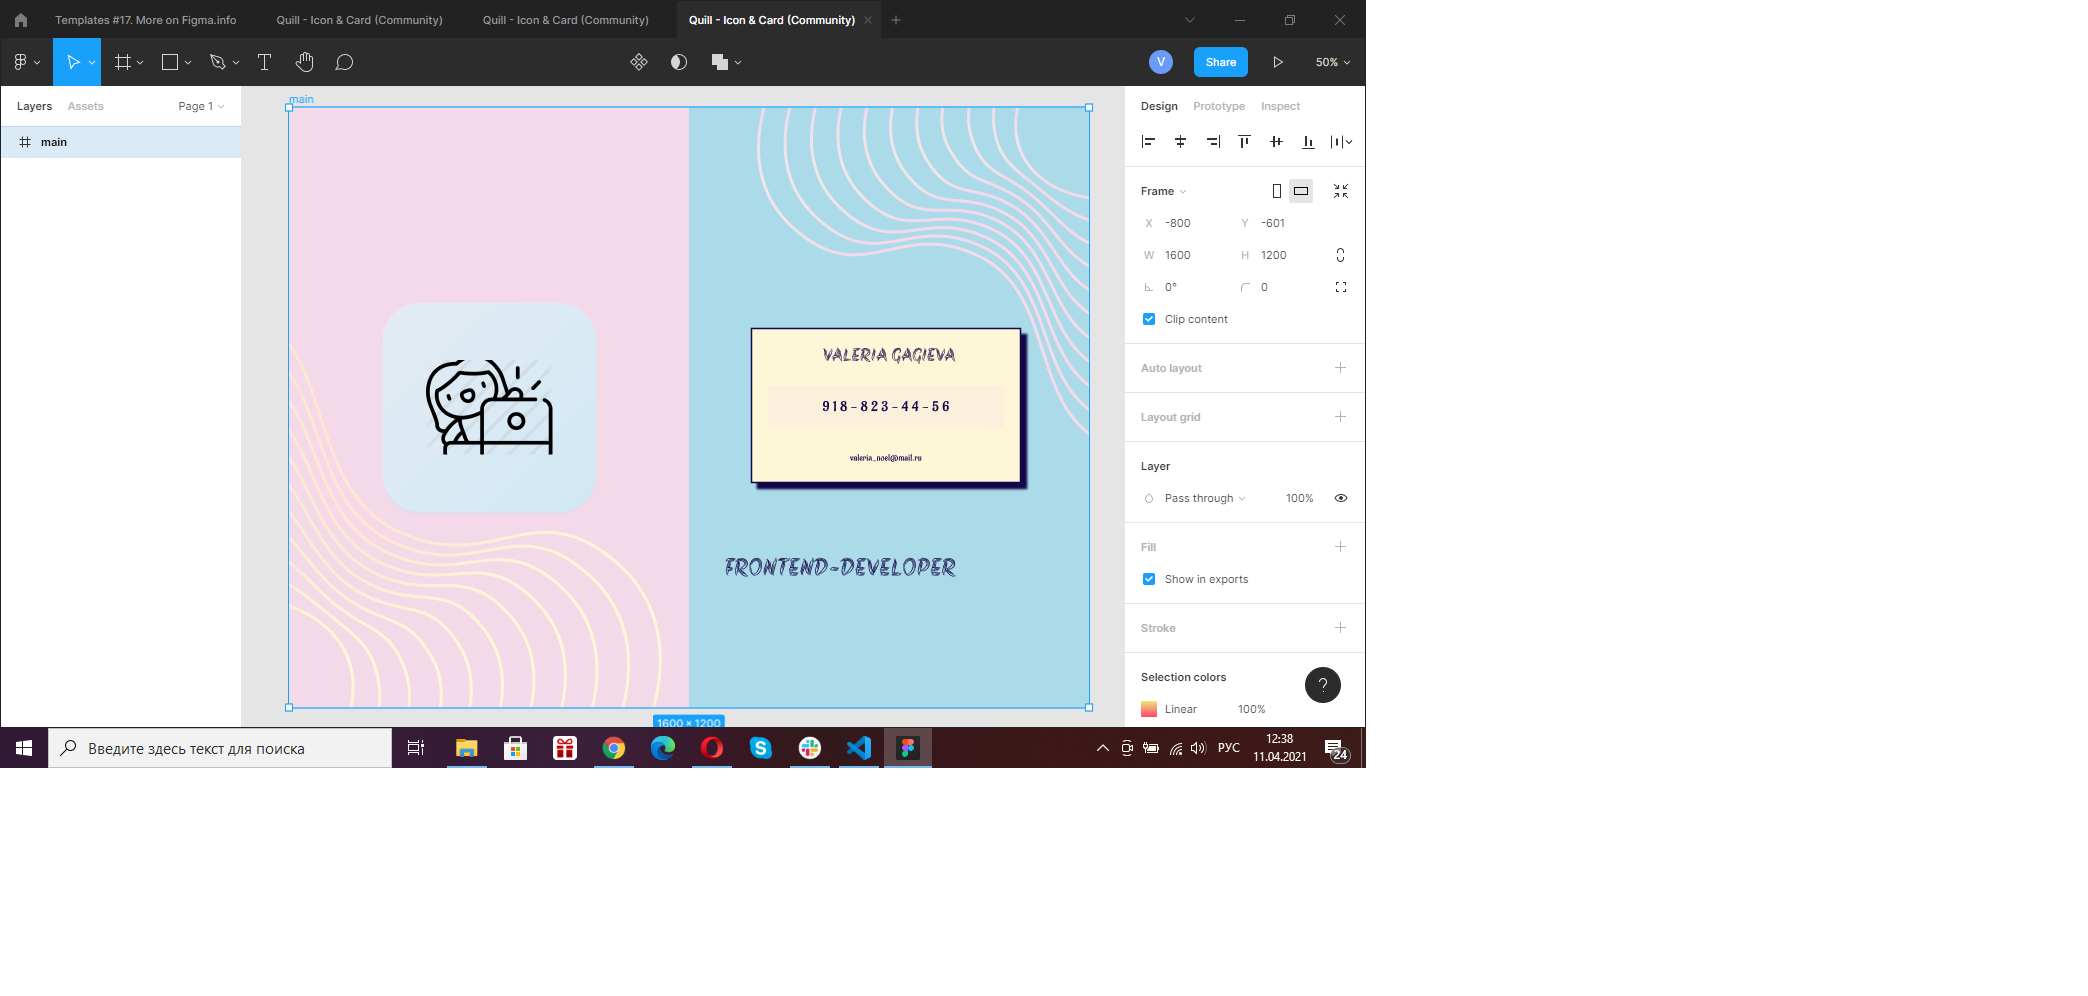 Templates #17. More on Figma.info
Quill - Icon & Card (Community)
Quill - Icon & Card (Community)
Quill - Icon & Card (Community)
V
Share
50%
Layers
Assets
Page 1
main
main
VALERIA GAGIEVA
918-823-44-56
valeria_noel@mail.ru
FRONTEND-DEVELOPER
1600 × 1200
Design
Prototype
Inspect
Frame
X -800
Y -601
W 1600
H 1200
0°
0
Clip content
Auto layout
Layout grid
Layer
Pass through
100%
Fill
Show in exports
Stroke
Selection colors
Linear
100%
?
Введите здесь текст для поиска
S
РУС
12:38
11.04.2021
24